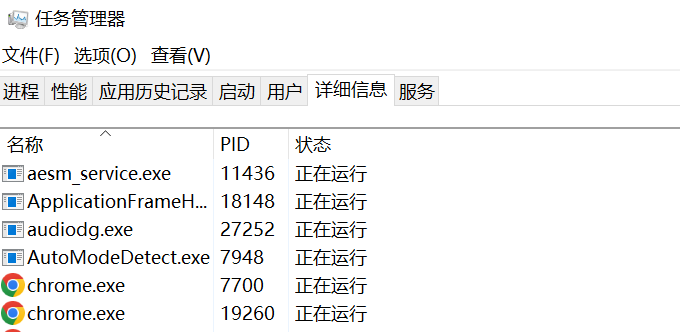 任务管理器
文件(F) 选项(O) 查看(V)
进程 性能 应用历史记录 启动 用户 详细信息 服务
名称 PID 状态
aesm_service.exe 11436 正在运行
ApplicationFrameH... 18148 正在运行
audiodg.exe 27252 正在运行
AutoModeDetect.exe 7948 正在运行
chrome.exe 7700 正在运行
chrome.exe 19260 正在运行